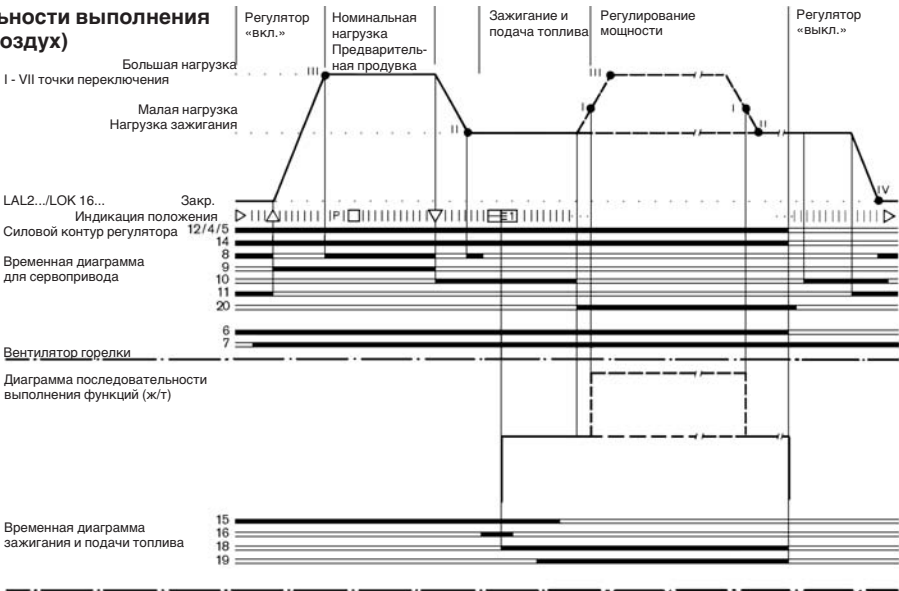 ьности выполнения
оздух)
Регулятор
«вкл.»
Номинальная
нагрузка
Предваритель-
ная продувка
Зажигание и
подача топлива
Регулирование
мощности
Регулятор
«выкл.»
Большая нагрузка
I - VII точки переключения
III
III
Малая нагрузка
Нагрузка зажигания
II
I
I
II
LAL2.../LOK 16... Закр.
IV
Индикация положения
P
1
Силовой контур регулятора 12/4/5
14
Временная диаграмма
для сервопривода
8
9
10
11
20
6
7
Вентилятор горелки
Диаграмма последовательности
выполнения функций (ж/т)
Временная диаграмма
зажигания и подачи топлива
15
16
18
19